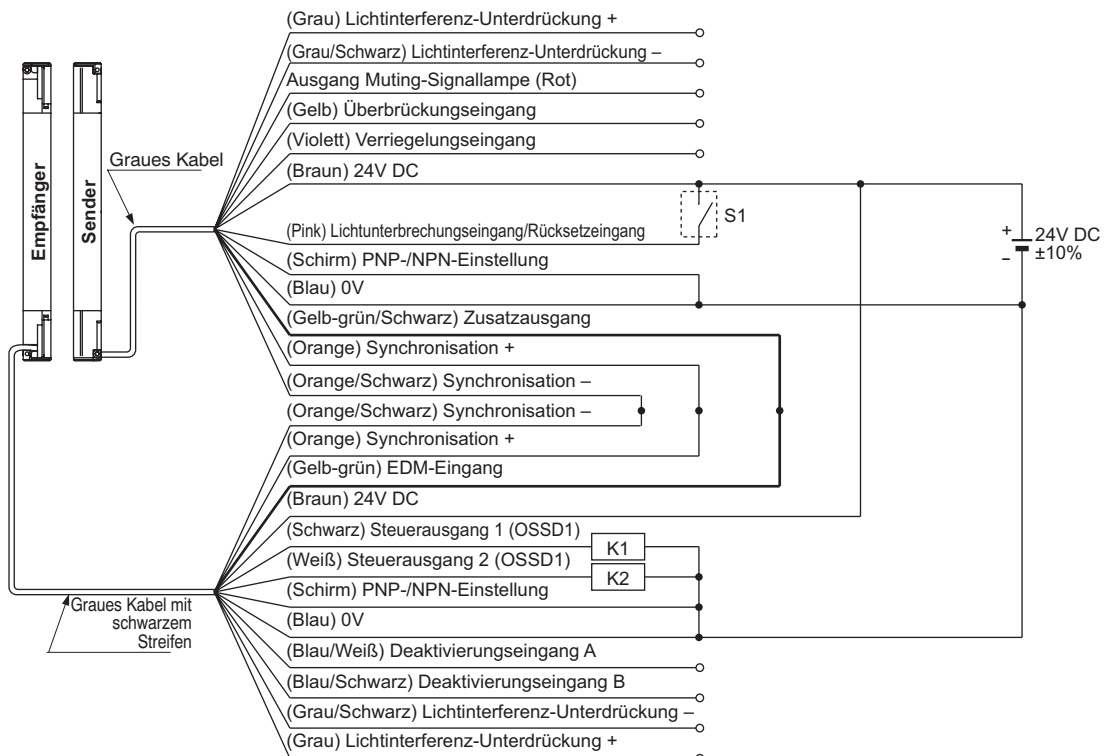 (Grau) Lichtinterferenz-Unterdrückung +
(Grau/Schwarz) Lichtinterferenz-Unterdrückung –
Ausgang Muting-Signallampe (Rot)
(Gelb) Überbrückungseingang
(Violett) Verriegelungseingang
(Braun) 24V DC
Graues Kabel
Empfänger
Sender
S1
(Pink) Lichtunterbrechungseingang/Rücksetzeingang
+
24V DC
–
±10%
(Schirm) PNP-/NPN-Einstellung
(Blau) 0V
(Gelb-grün/Schwarz) Zusatzausgang
(Orange) Synchronisation +
(Orange/Schwarz) Synchronisation –
(Orange/Schwarz) Synchronisation –
(Orange) Synchronisation +
(Gelb-grün) EDM-Eingang
(Braun) 24V DC
(Schwarz) Steuerausgang 1 (OSSD1)
K1
(Weiß) Steuerausgang 2 (OSSD1)
K2
(Schirm) PNP-/NPN-Einstellung
Graues Kabel mit
schwarzem
Streifen
(Blau) 0V
(Blau/Weiß) Deaktivierungseingang A
(Blau/Schwarz) Deaktivierungseingang B
(Grau/Schwarz) Lichtinterferenz-Unterdrückung –
(Grau) Lichtinterferenz-Unterdrückung +